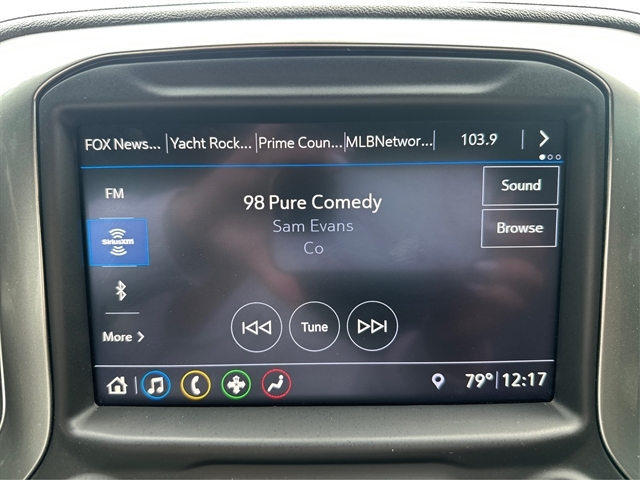 FOX News... Yacht Rock... Prime Coun... MLBNetwor... 103.9
FM
98 Pure Comedy
Sound
Sam Evans
Browse
SiriusXM
Co
Tune
More
79° 12:17